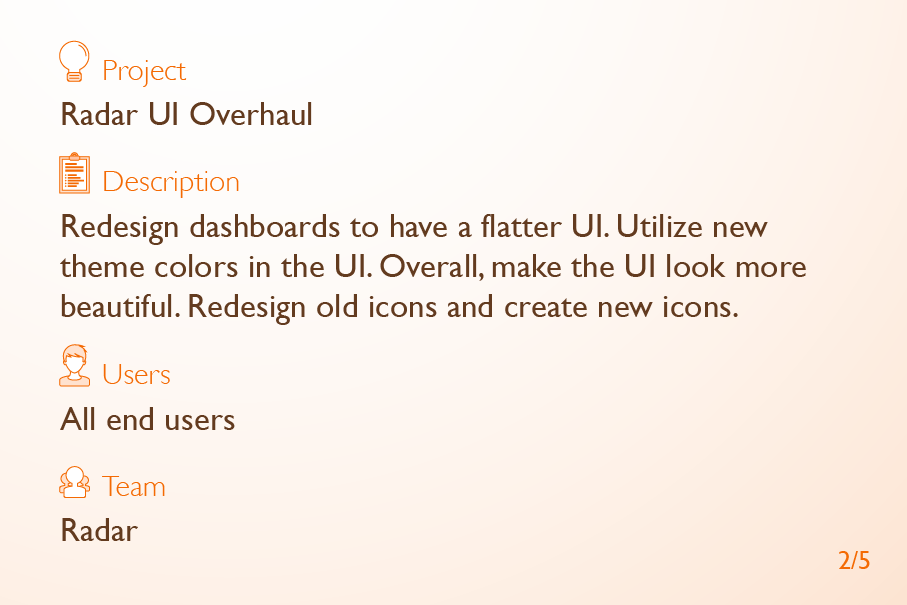 Project
Radar UI Overhaul
Description
Redesign dashboards to have a flatter UI. Utilize new
theme colors in the UI. Overall, make the UI look more
beautiful. Redesign old icons and create new icons.
Users
All end users
Team
Radar
2/5